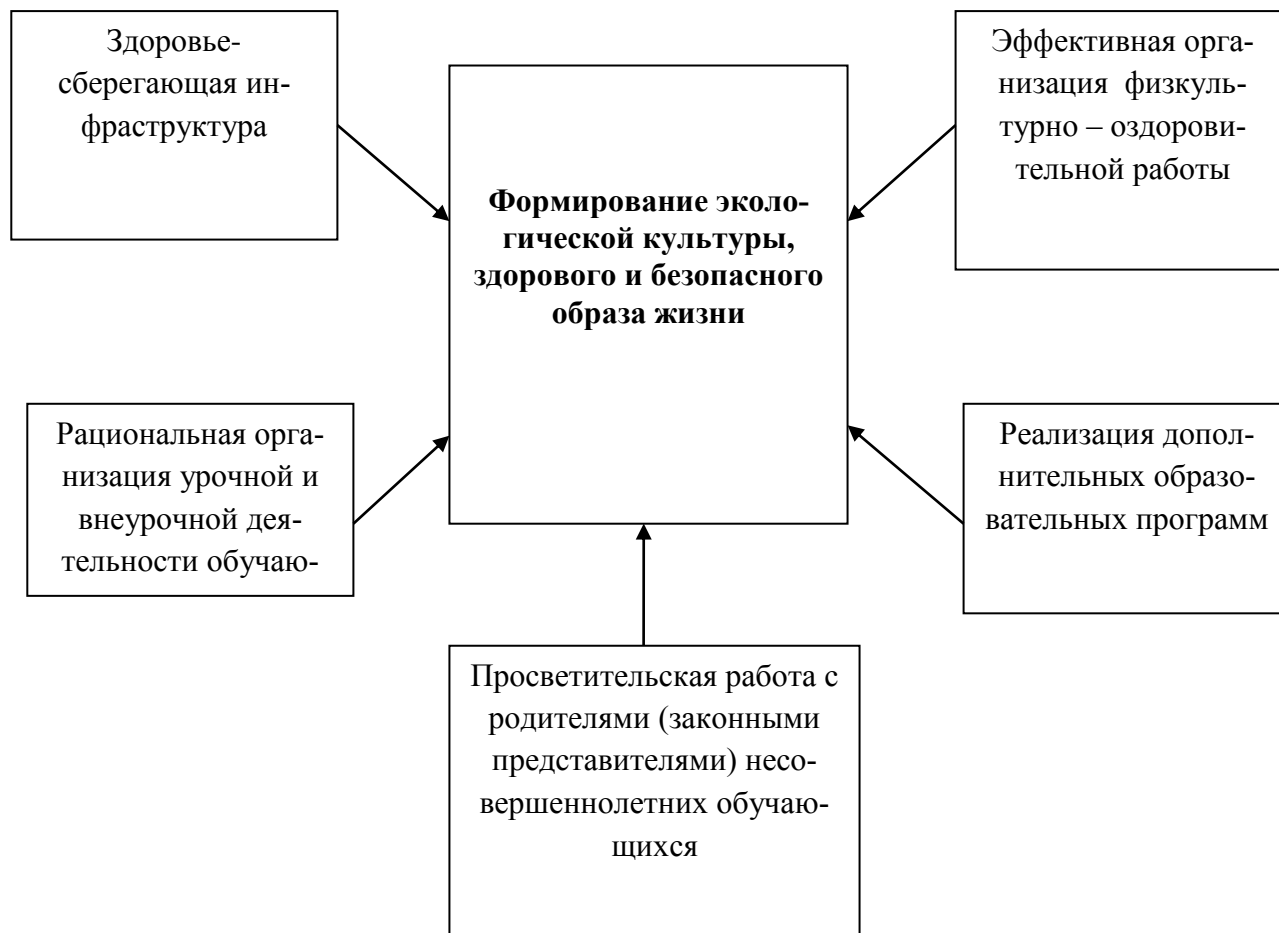 Здоровье-
сберегающая ин-
фраструктура
Эффективная орга-
низация физкуль-
турно – оздорови-
тельной работы
Формирование эколо-
гической культуры,
здорового и безопасного
образа жизни
Рациональная орга-
низация урочной и
внеурочной дея-
тельности обучаю-
Реализация допол-
нительных образо-
вательных программ
Просветительская работа с
родителями (законными
представителями) несо-
вершеннолетних обучаю-
щихся